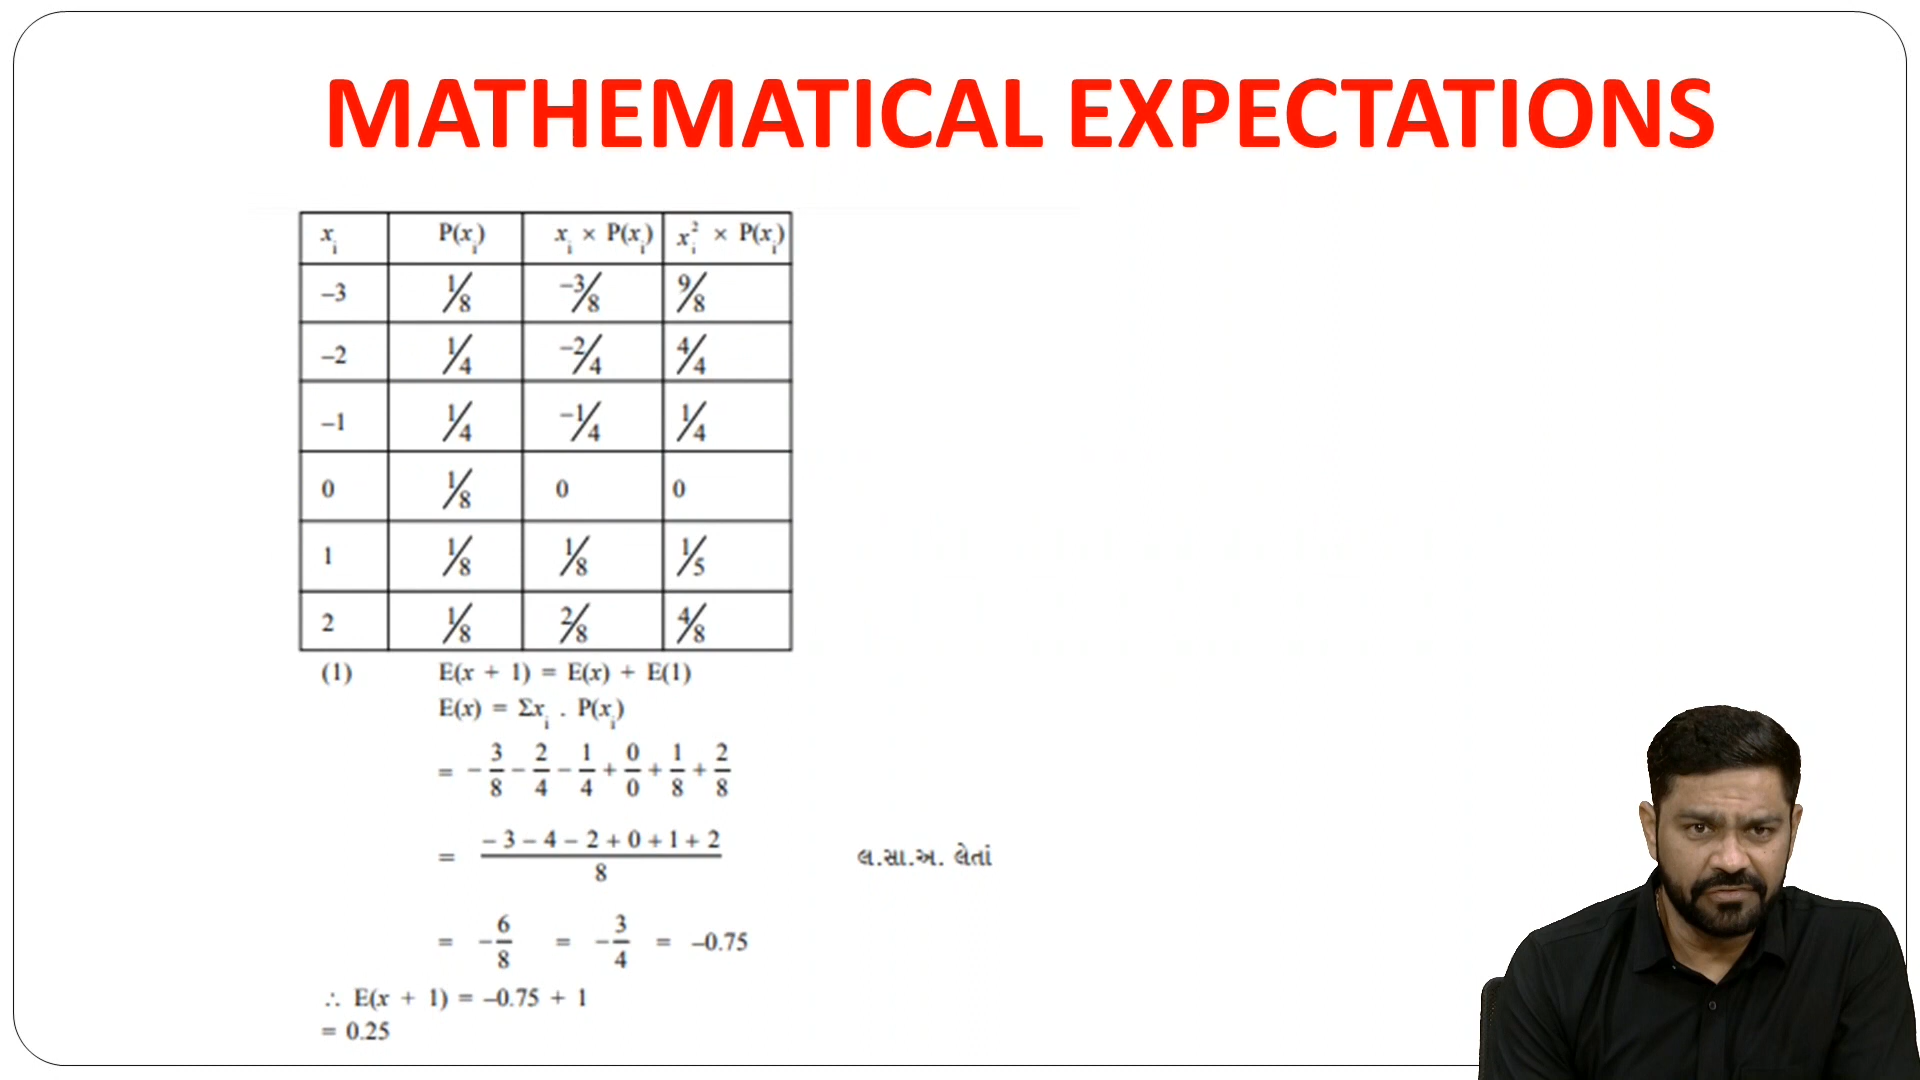 MATHEMATICAL EXPECTATIONS
xi P(xi) xi × P(xi) xi² × P(xi)
–3 1/8 –3/8 9/8
–2 1/4 –2/4 4/4
–1 1/4 –1/4 1/4
0 1/8 0 0
1 1/8 1/8 1/5
2 1/8 2/8 4/8
(1) E(x + 1) = E(x) + E(1)
E(x) = Σxi . P(xi)
= – 3/8 – 2/4 – 1/4 + 0/0 + 1/8 + 2/8
= (– 3 – 4 – 2 + 0 + 1 + 2)/8 લ.સા.અ. લેતાં
= – 6/8 = – 3/4 = –0.75
∴ E(x + 1) = –0.75 + 1
= 0.25